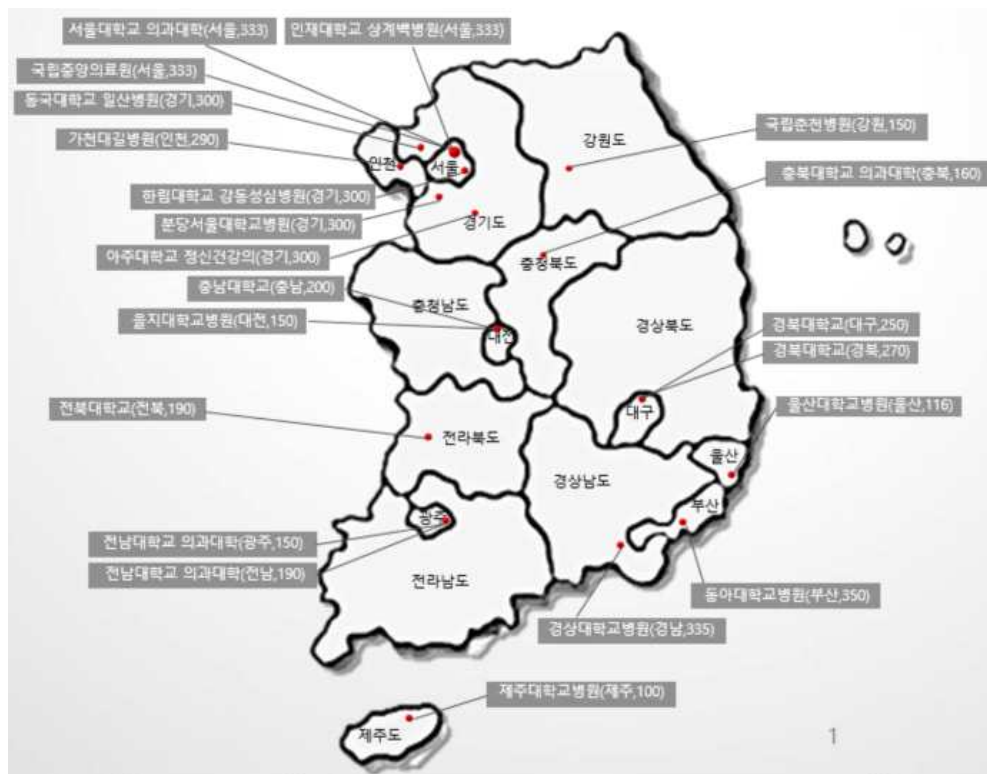 서울대학교 의과대학(서울,333)
인재대학교 상계백병원(서울,333)
국립중앙의료원(서울,333)
동국대학교 일산병원(경기,300)
가천대길병원(인천,290)
국립춘천병원(강원,150)
강원도
인천
서울
충북대학교 의과대학(충북,160)
한림대학교 강동성심병원(경기,300)
분당서울대학교병원(경기,300)
경기도
아주대학교 정신건강의(경기,300)
충청북도
충남대학교(충남,200)
충청남도
을지대학교병원(대전,150)
대전
경상북도
경북대학교(대구,250)
경북대학교(경북,270)
전북대학교(전북,190)
대구
울산대학교병원(울산,116)
전라북도
울산
경상남도
부산
광주
전남대학교 의과대학(광주,150)
전남대학교 의과대학(전남,190)
전라남도
동아대학교병원(부산,350)
경상대학교병원(경남,335)
제주대학교병원(제주,100)
제주도
1